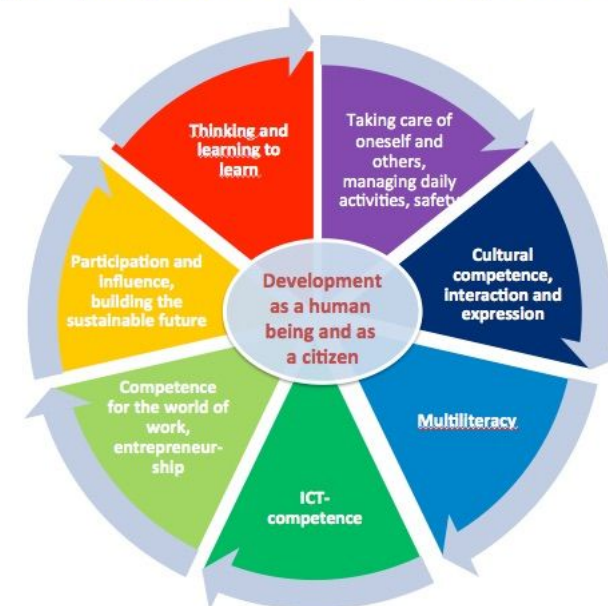 Thinking and
learning to
learn
Taking care of
oneself and
others,
managing daily
activities, safety
Cultural
competence,
interaction and
expression
Multiliteracy
ICT-
competence
Competence
for the world of
work,
entrepreneur-
ship
Participation and
influence,
building the
sustainable future
Development
as a human
being and as
a citizen